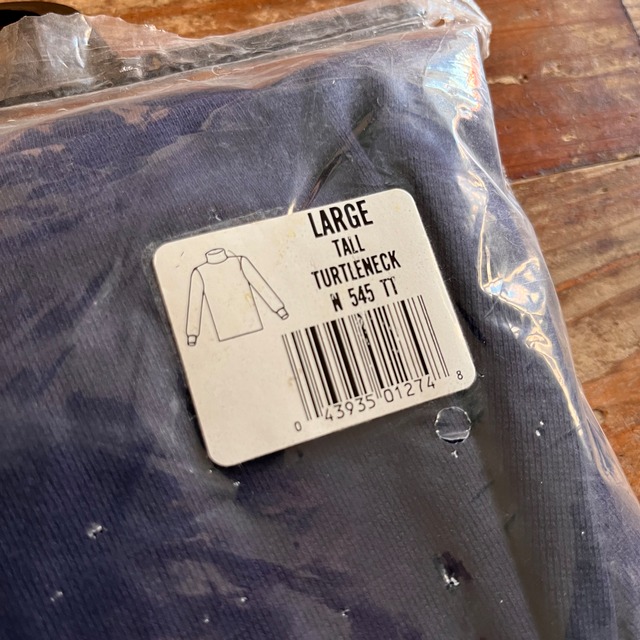 LARGE
TALL
TURTLENECK
W 545 TT
0 43935 01274 8